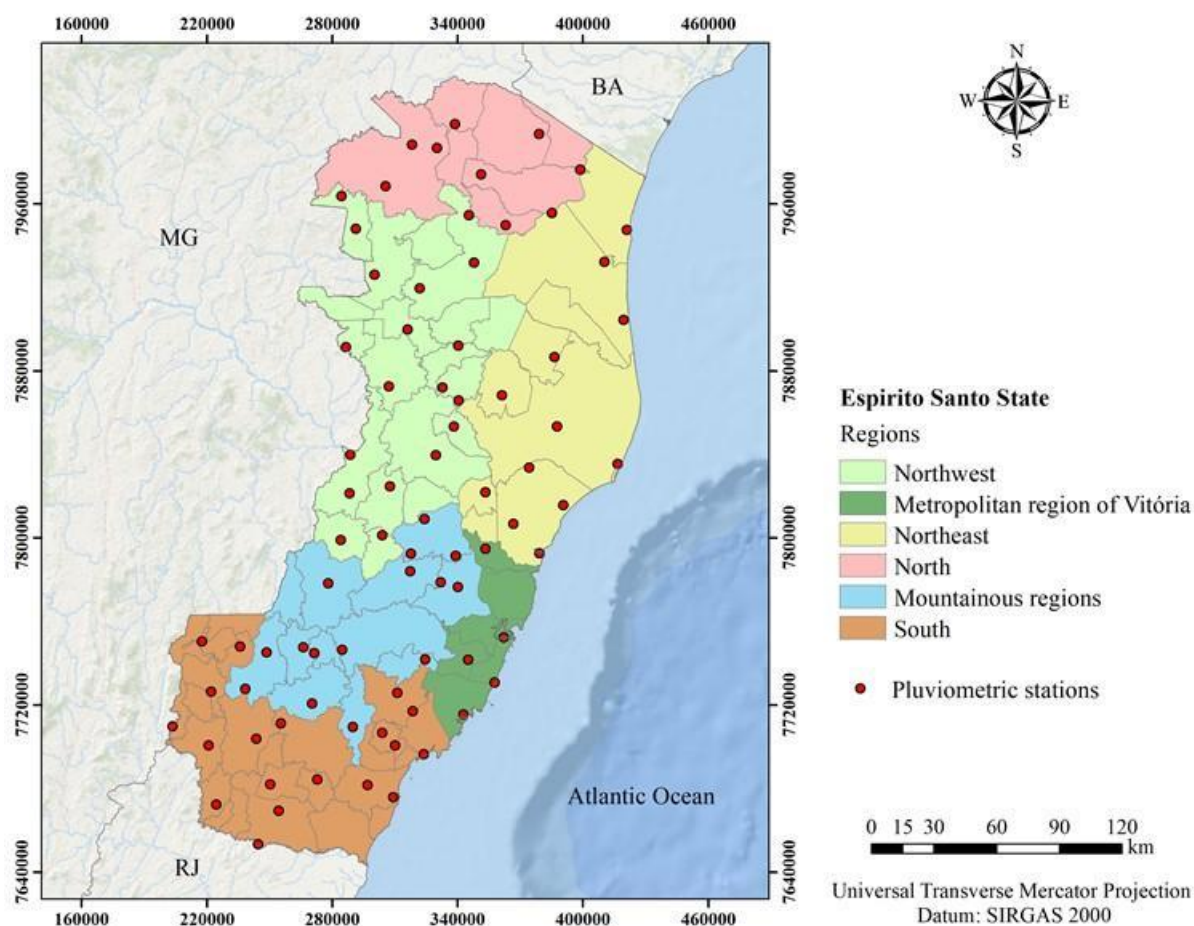 160000 220000 280000 340000 400000 460000
N
W E
S
BA
MG
7960000 7960000
7880000 7880000
7800000 7800000
7720000 7720000
7640000 7640000
Espirito Santo State
Regions
Northwest
Metropolitan region of Vitória
Northeast
North
Mountainous regions
South
Pluviometric stations
Atlantic Ocean
RJ
0 15 30 60 90 120
km
Universal Transverse Mercator Projection
Datum: SIRGAS 2000
160000 220000 280000 340000 400000 460000